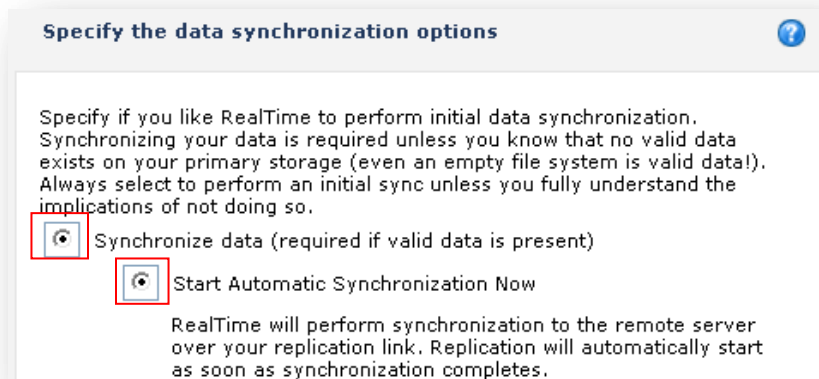 Specify the data synchronization options
Specify if you like RealTime to perform initial data synchronization.
Synchronizing your data is required unless you know that no valid data
exists on your primary storage (even an empty file system is valid data!).
Always select to perform an initial sync unless you fully understand the
implications of not doing so.
Synchronize data (required if valid data is present)
Start Automatic Synchronization Now
RealTime will perform synchronization to the remote server
over your replication link. Replication will automatically start
as soon as synchronization completes.